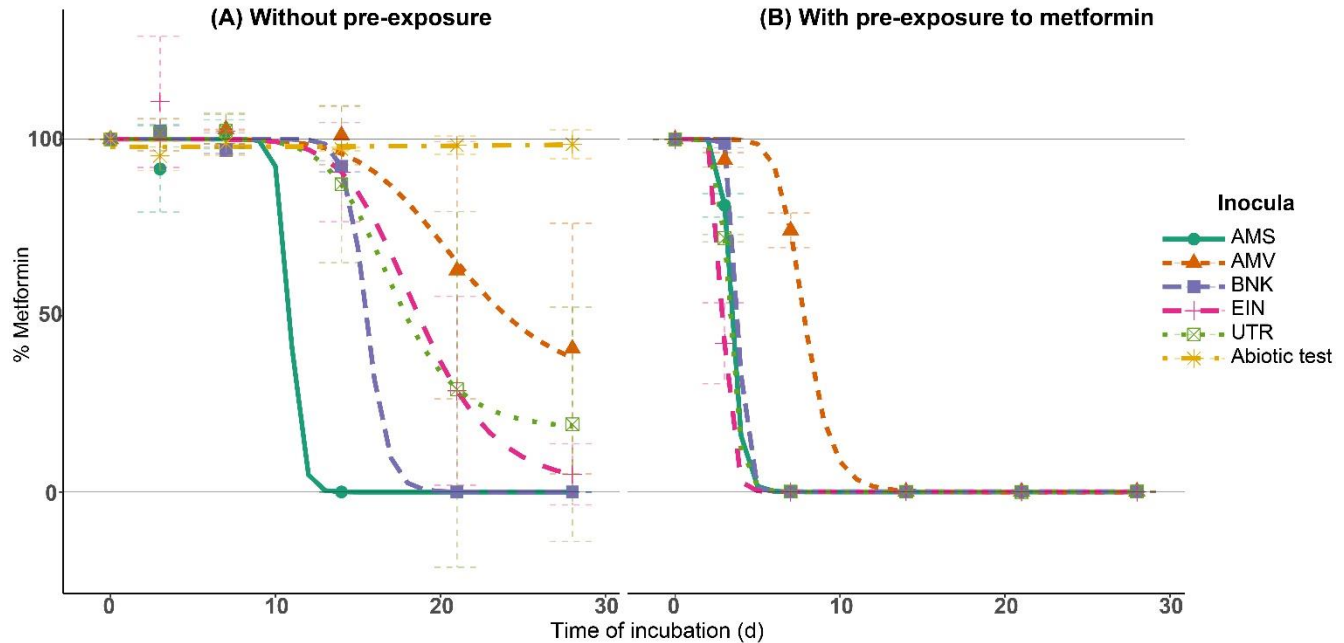 (A) Without pre-exposure
(B) With pre-exposure to metformin
% Metformin
100
50
0
0
10
20
30
0
10
20
30
Time of incubation (d)
Inocula
AMS
AMV
BNK
EIN
UTR
Abiotic test